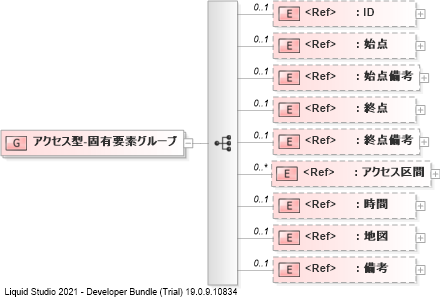 0..1
E <Ref> : ID
0..1
E <Ref> : 始点
0..1
E <Ref> : 始点備考
0..1
E <Ref> : 終点
G アクセス型-固有要素グループ
0..1
E <Ref> : 終点備考
0..*
E <Ref> : アクセス区間
0..1
E <Ref> : 時間
0..1
E <Ref> : 地図
0..1
E <Ref> : 備考
Liquid Studio 2021 - Developer Bundle (Trial) 19.0.9.10834